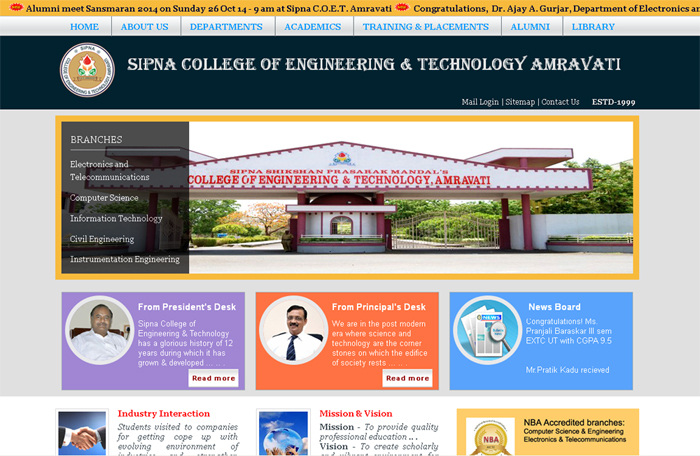 Alumni meet Sansmaran 2014 on Sunday 26 Oct 14 - 9 am at Sipna C.O.E.T. Amravati Congratulations, Dr. Ajay A. Gurjar, Department of Electronics an
HOME ABOUT US DEPARTMENTS ACADEMICS TRAINING & PLACEMENTS ALUMNI LIBRARY
SIPNA COLLEGE OF ENGINEERING & TECHNOLOGY AMRAVATI
Mail Login | Sitemap | Contact Us ESTD-1999
BRANCHES
Electronics and
Telecommunications
Computer Science
Information Technology
Civil Engineering
Instrumentation Engineering
SIPNA SHIKSHAN PRASARAK MANDAL'S
COLLEGE OF ENGINEERING & TECHNOLOGY, AMRAVATI
From President's Desk
Sipna College of
Engineering & Technology
has a glorious history of 12
years during which it has
grown & developed ... ...
Read more
From Principal's Desk
We are in the post modern
era where science and
technology are the corner
stones on which the edifice
of society rests ...
Read more
NEWS
News Board
Congratulations! Ms.
Pranjali Baraskar III sem
EXTC UT with CGPA 9.5
Mr.Pratik Kadu recieved
Industry Interaction
Students visited to companies
for getting cope up with
evolving environment of
industries and strengthen
Mission & Vision
Mission - To provide quality
professional education .. .
Vision - To create scholarly
and vibrant environment for
NBA
NBA Accredited branches:
Computer Science & Engineering
Electronics & Telecommunications